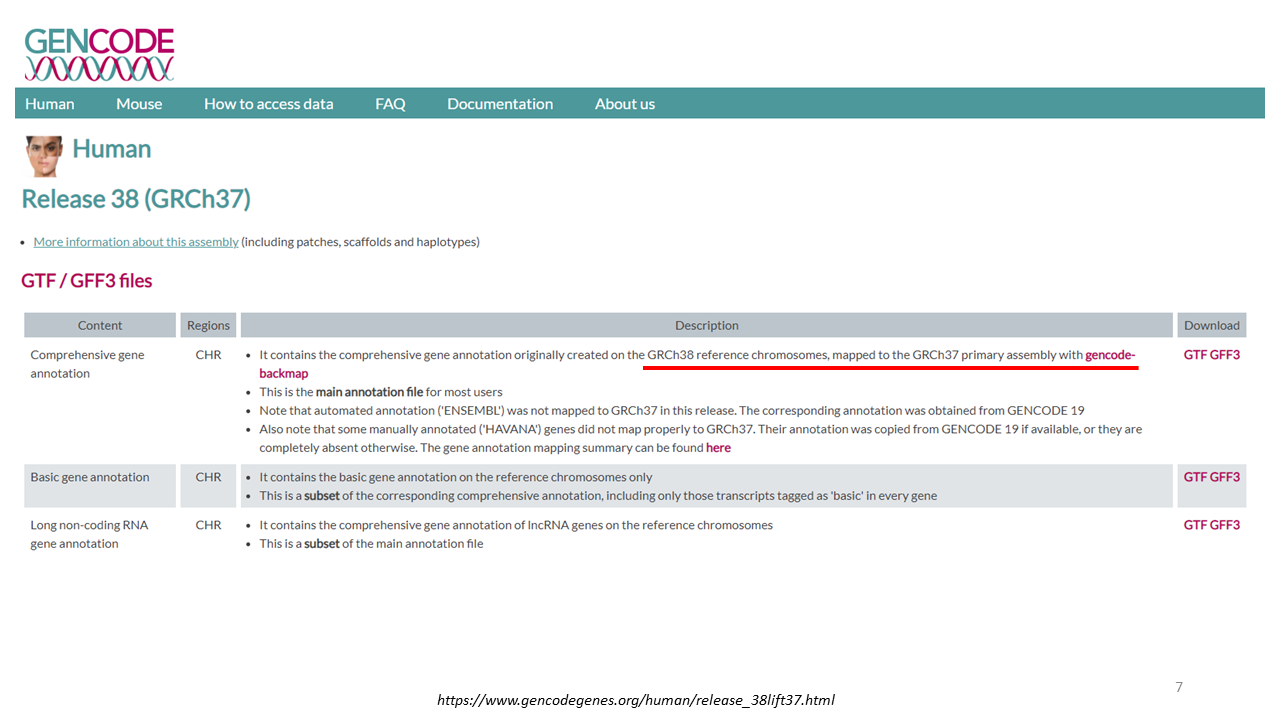 GENCODE
Human Mouse How to access data FAQ Documentation About us
Human
Release 38 (GRCh37)
• More information about this assembly (including patches, scaffolds and haplotypes)
GTF / GFF3 files
Content Regions Description Download
Comprehensive gene
annotation
CHR
• It contains the comprehensive gene annotation originally created on the GRCh38 reference chromosomes, mapped to the GRCh37 primary assembly with gencode-
backmap
• This is the main annotation file for most users
• Note that automated annotation ('ENSEMBL') was not mapped to GRCh37 in this release. The corresponding annotation was obtained from GENCODE 19
• Also note that some manually annotated ('HAVANA') genes did not map properly to GRCh37. Their annotation was copied from GENCODE 19 if available, or they are
completely absent otherwise. The gene annotation mapping summary can be found here
GTF GFF3
Basic gene annotation
CHR
• It contains the basic gene annotation on the reference chromosomes only
• This is a subset of the corresponding comprehensive annotation, including only those transcripts tagged as 'basic' in every gene
GTF GFF3
Long non-coding RNA
gene annotation
CHR
• It contains the comprehensive gene annotation of lncRNA genes on the reference chromosomes
• This is a subset of the main annotation file
GTF GFF3
https://www.gencodegenes.org/human/release_38lift37.html
7